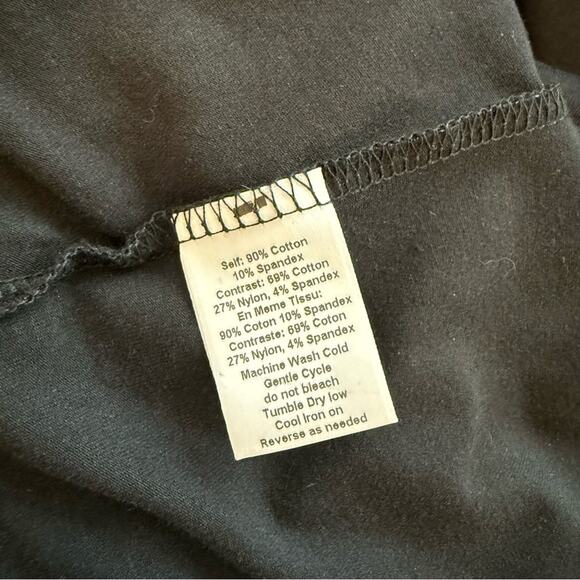 Self: 90% Cotton
10% Spandex
Contrast: 69% Cotton
27% Nylon, 4% Spandex
En Meme Tissu:
90% Coton 10% Spandex
Contraste: 69% Coton
27% Nylon, 4% Spandex
Machine Wash Cold
Gentle Cycle
do not bleach
Tumble Dry low
Cool Iron on
Reverse as needed